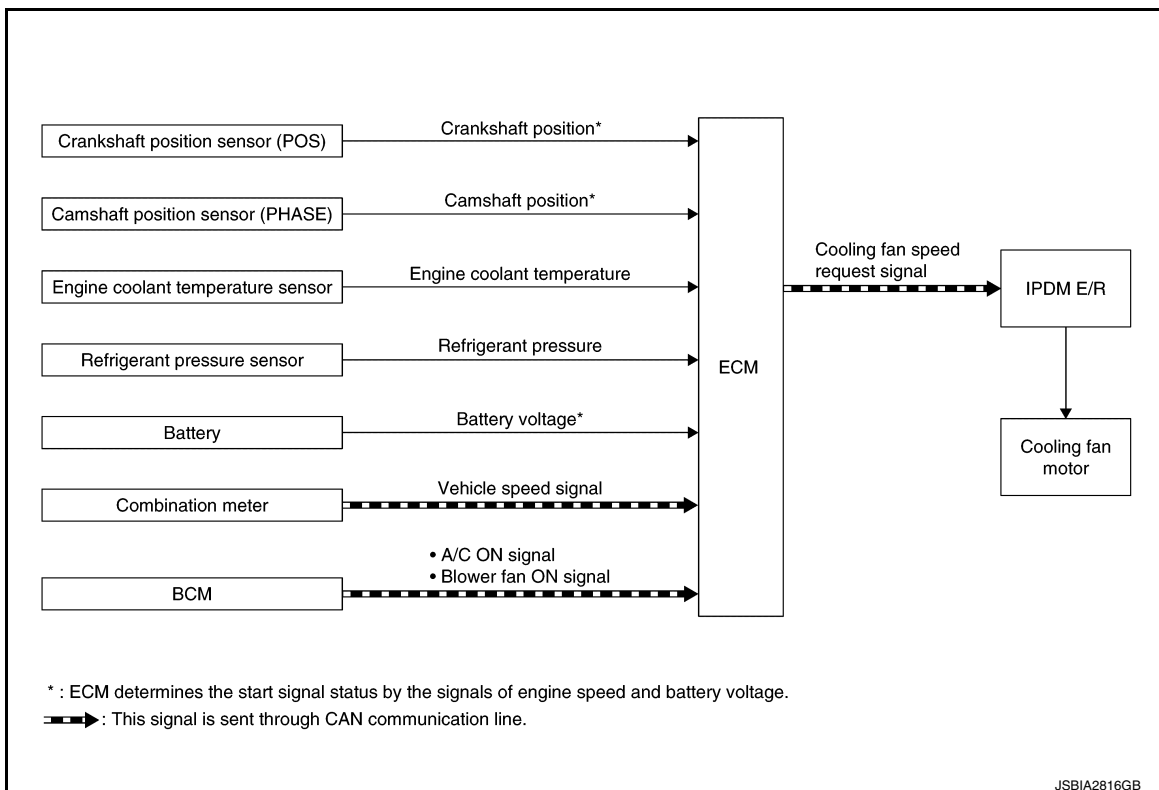 Crankshaft position sensor (POS)
Crankshaft position*
Camshaft position sensor (PHASE)
Camshaft position*
Engine coolant temperature sensor
Engine coolant temperature
Refrigerant pressure sensor
Refrigerant pressure
Battery
Battery voltage*
Combination meter
Vehicle speed signal
BCM
• A/C ON signal
• Blower fan ON signal
ECM
Cooling fan speed
request signal
IPDM E/R
Cooling fan
motor
* : ECM determines the start signal status by the signals of engine speed and battery voltage.
: This signal is sent through CAN communication line.
JSBIA2816GB